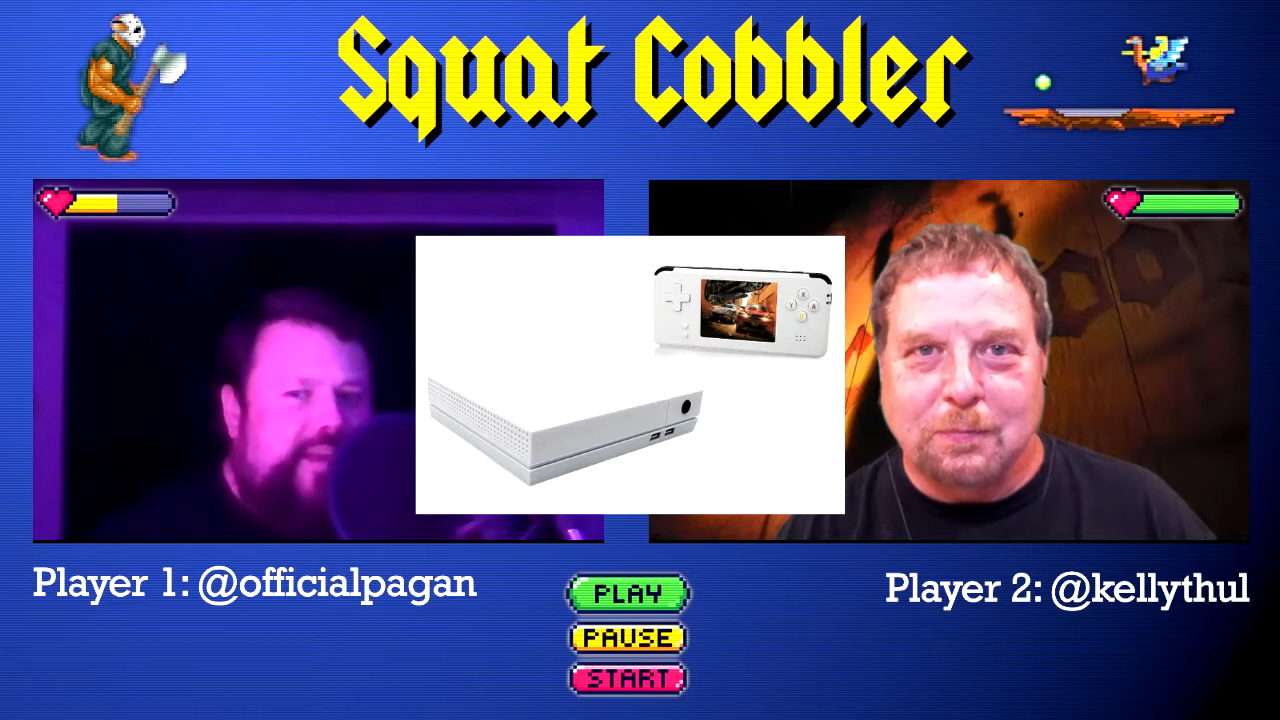 Squat Cobbler
X
Y
A
Player 1: @officialpagan
Player 2: @kellythul
PLAY
PAUSE
START